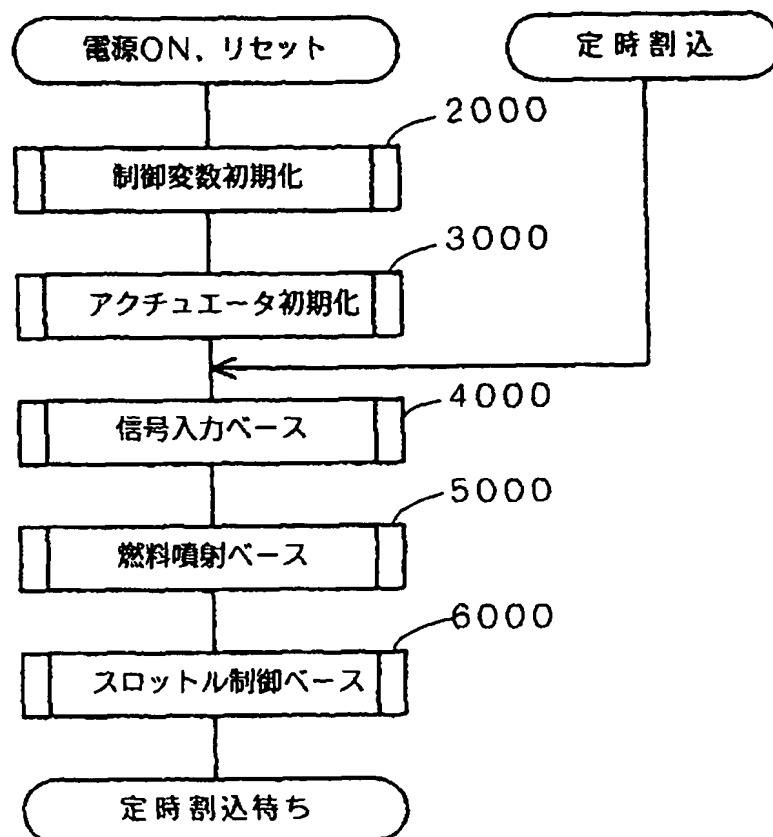 電源ON、リセット
定時割込
2000
制御変数初期化
3000
アクチュエータ初期化
4000
信号入力ベース
5000
燃料噴射ベース
6000
スロットル制御ベース
定時割込待ち